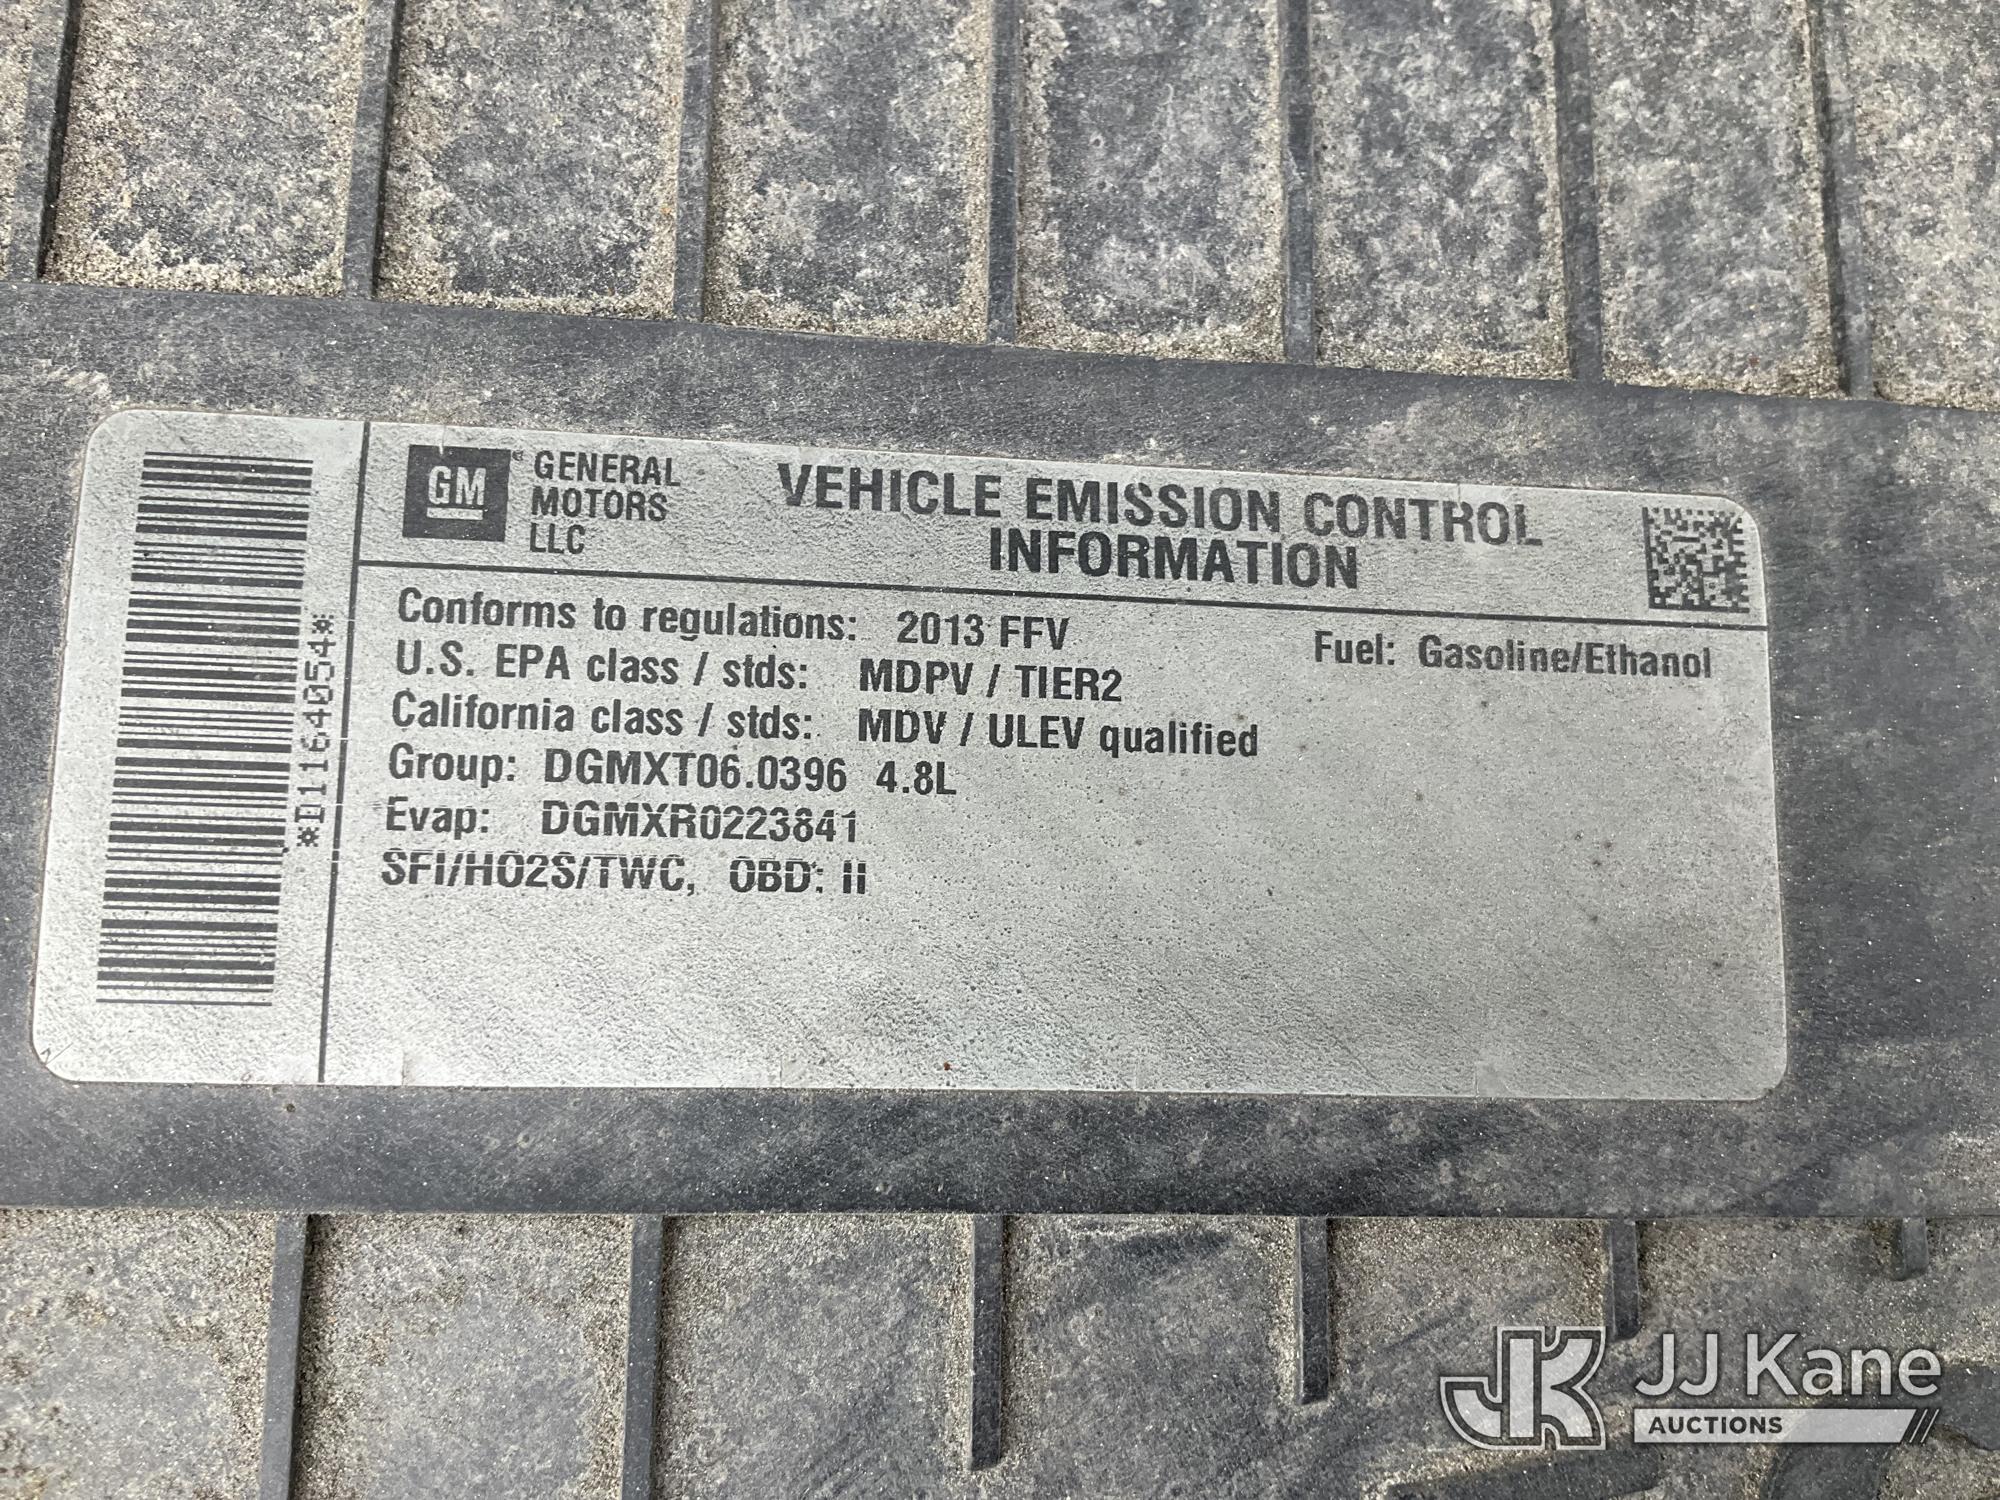 GM
GENERAL
MOTORS
LLC
VEHICLE EMISSION CONTROL
INFORMATION
Conforms to regulations: 2013 FFV
Fuel: Gasoline/Ethanol
U.S. EPA class / stds: MDPV / TIER2
California class / stds: MDV / ULEV qualified
Group: DGMXT06.0396 4.8L
Evap: DGMXR0223841
SFI/HO2S/TWC, OBD: II
*D1164054*
JK
JJ Kane
AUCTIONS